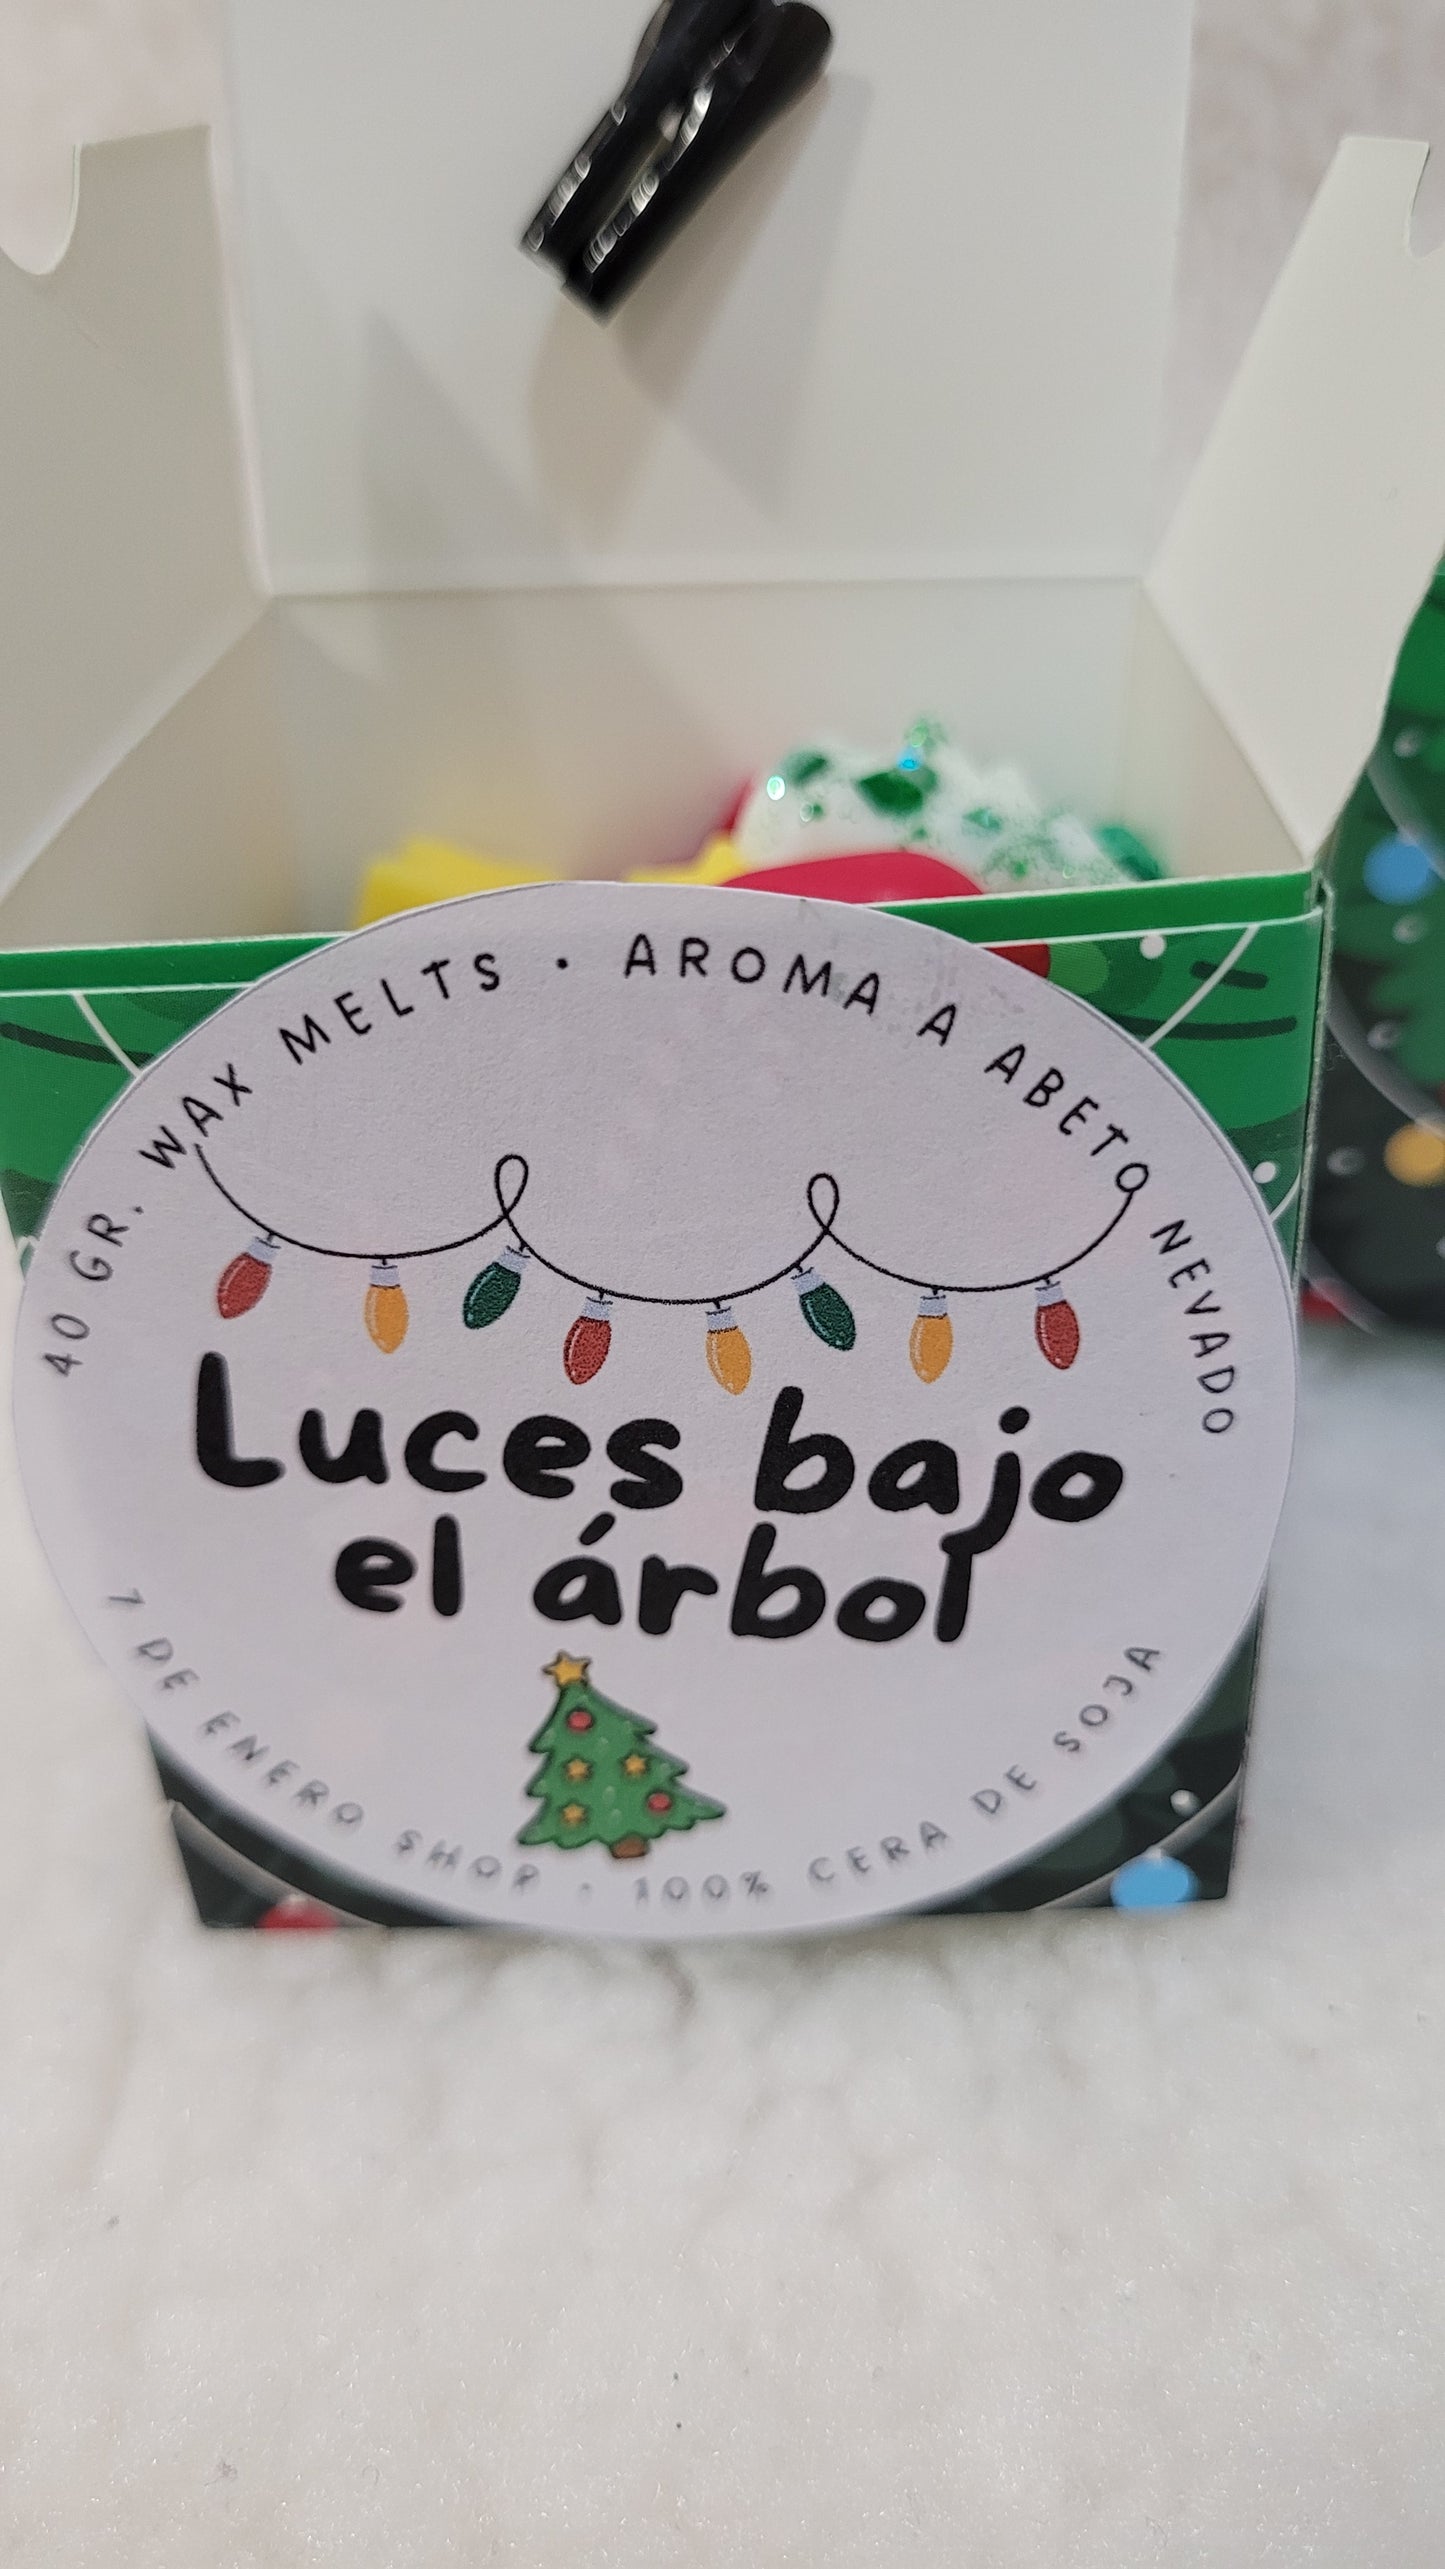 40 GR. WAX MELTS · AROMA A ABETO NEVADO
Luces bajo
el árbol
7 DE ENERO SHOP · 100% CERA DE SOJA